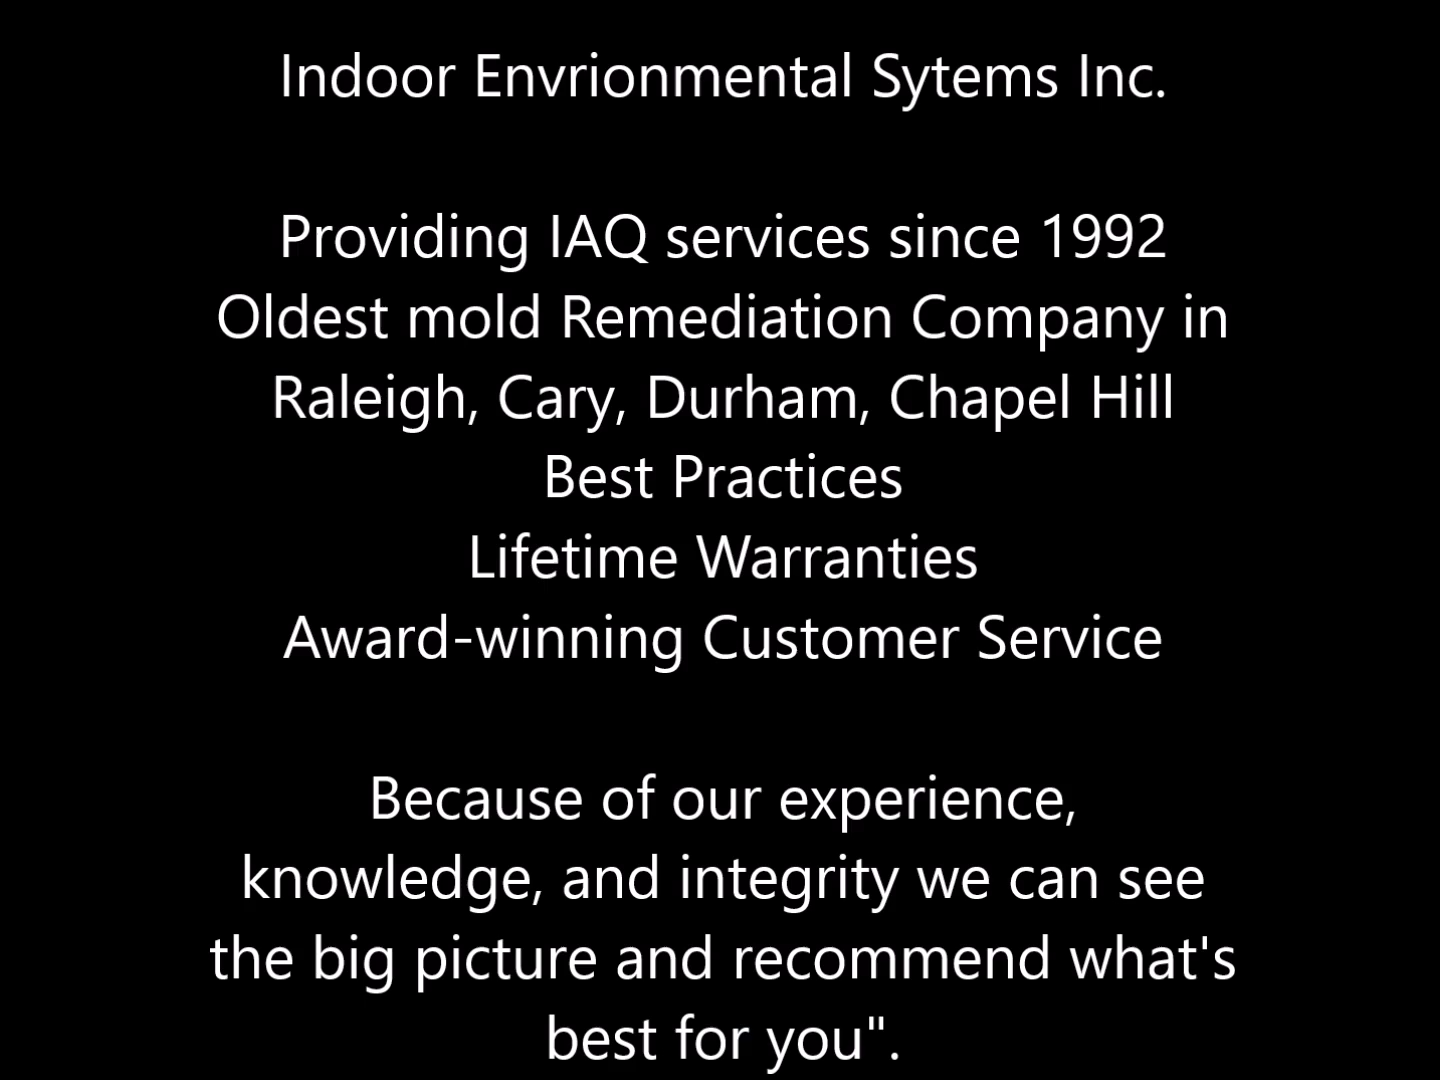 Indoor Envrionmental Sytems Inc.
Providing IAQ services since 1992
Oldest mold Remediation Company in
Raleigh, Cary, Durham, Chapel Hill
Best Practices
Lifetime Warranties
Award-winning Customer Service
Because of our experience,
knowledge, and integrity we can see
the big picture and recommend what's
best for you".